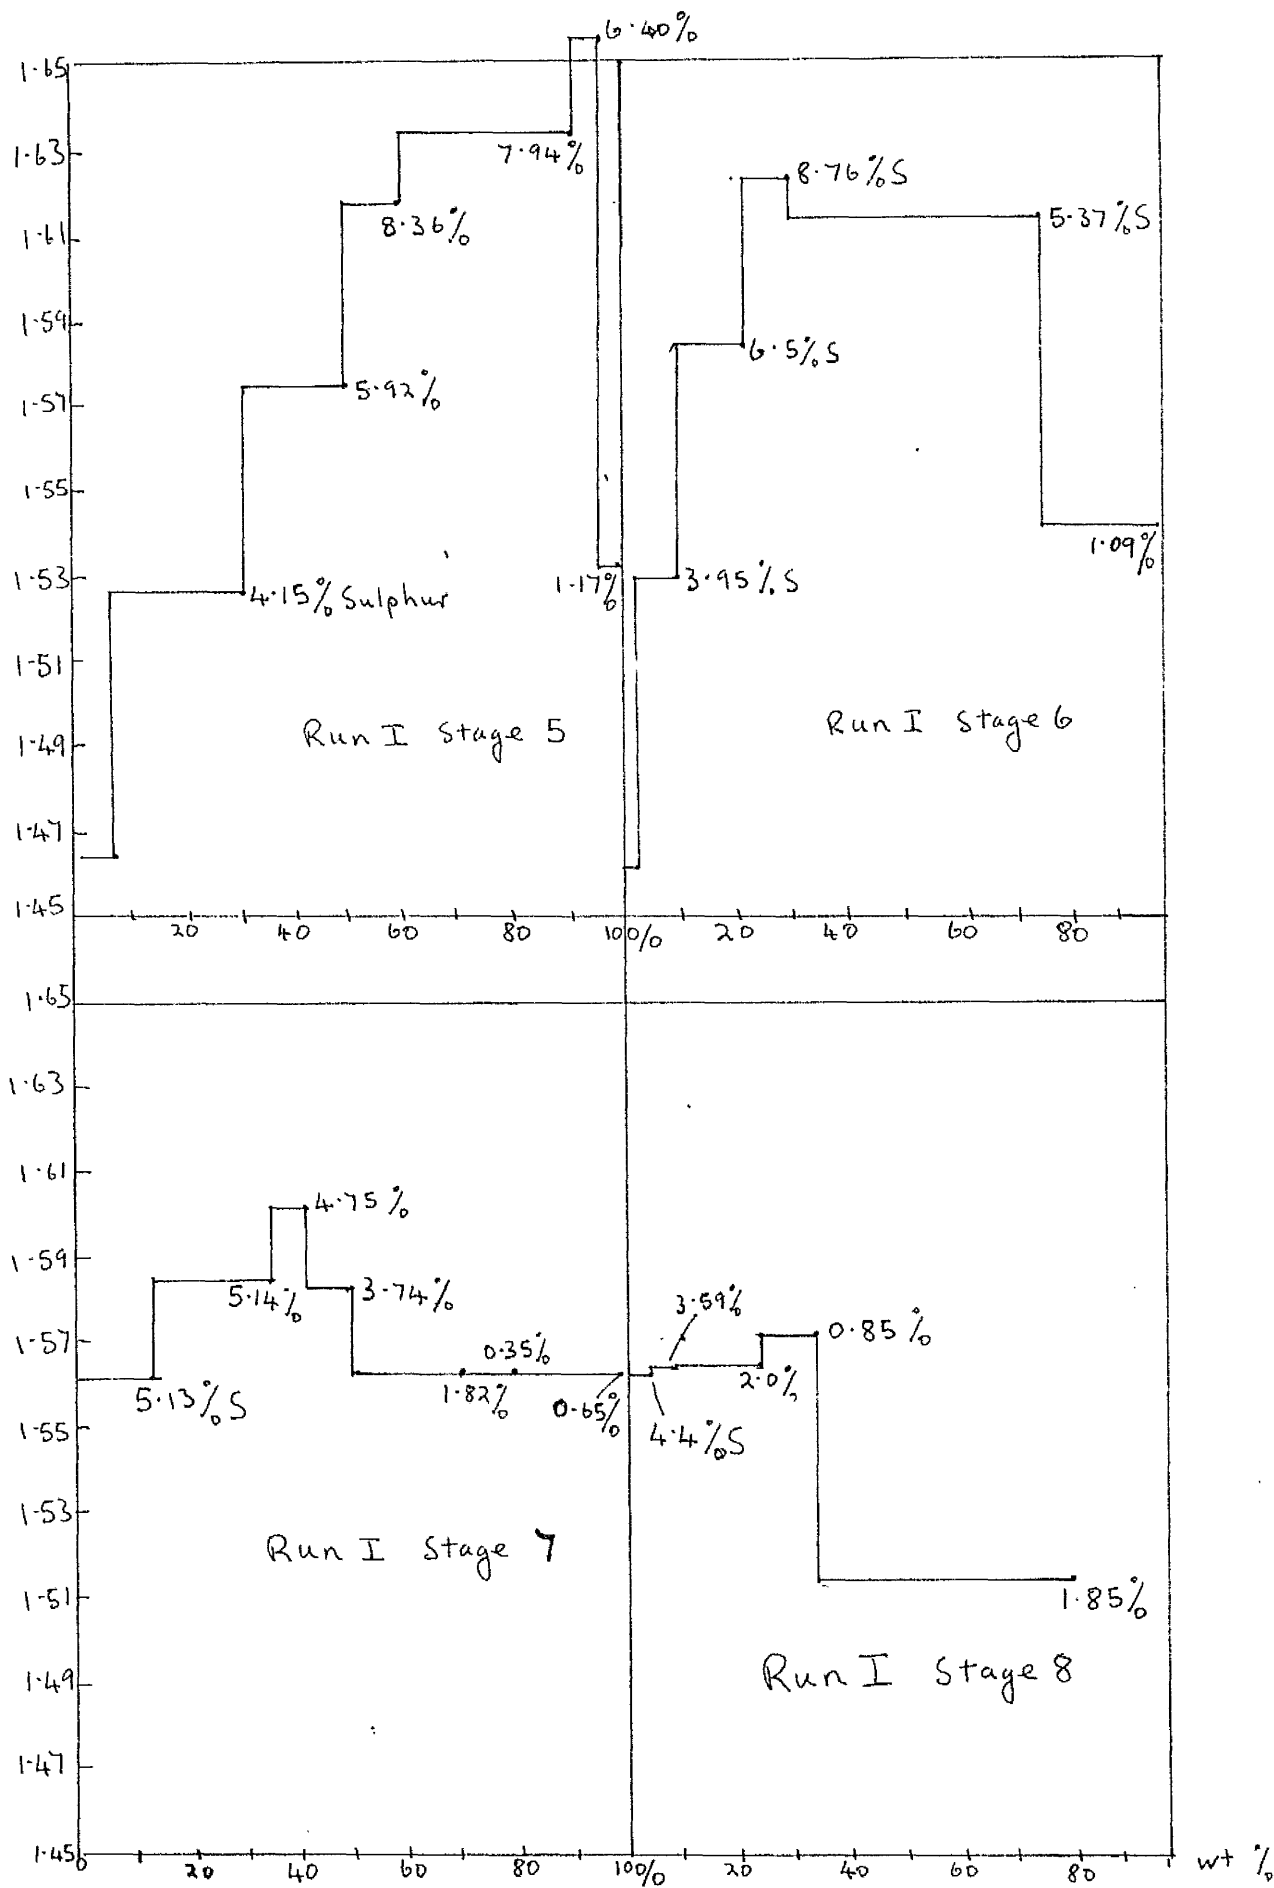 6·40%
1·65
1·63
7·94%
8·76%S
8·36%
1·61
5·37%S
1·59
6·5%S
5·92%
1·57
1·55
1·09%
1·53
4·15% Sulphur
1·17%
3·95%S
1·51
Run I Stage 5
Run I Stage 6
1·49
1·47
1·45
20 40 60 80 100% 20 40 60 80
1·65
1·63
1·61
4·75%
1·59
5·14%
3·74%
3·59%
1·57
0·35%
0·85%
5·13%S
1·82%
0·65%
2·0%
4·4%S
1·55
1·53
Run I Stage 7
1·51
1·85%
1·49
Run I Stage 8
1·47
1·45
0 20 40 60 80 100% 20 40 60 80 wt %